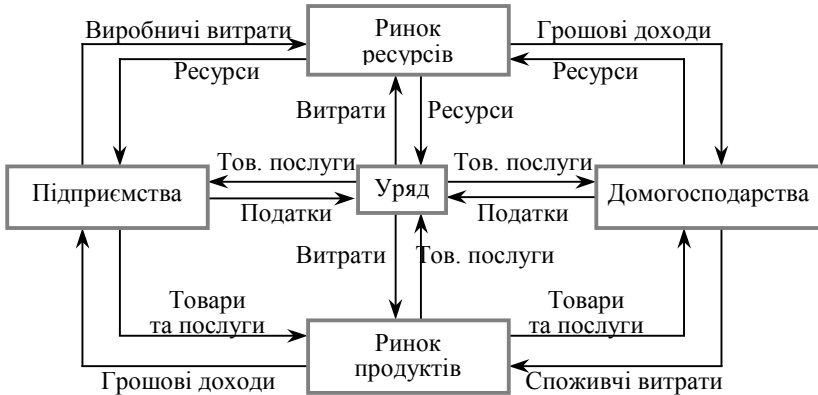 Виробничі витрати
Ринок
ресурсів
Грошові доходи
Ресурси
Ресурси
Витрати
Ресурси
Тов. послуги
Тов. послуги
Підприємства
Уряд
Домогосподарства
Податки
Податки
Витрати
Тов. послуги
Товари
та послуги
Товари
та послуги
Ринок
продуктів
Грошові доходи
Споживчі витрати